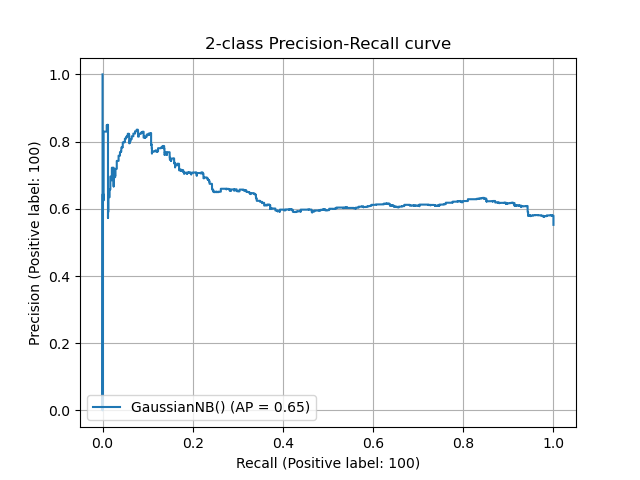 2-class Precision-Recall curve
Precision (Positive label: 100)
1.0
0.8
0.6
0.4
0.2
0.0
GaussianNB() (AP = 0.65)
0.0 0.2 0.4 0.6 0.8 1.0
Recall (Positive label: 100)